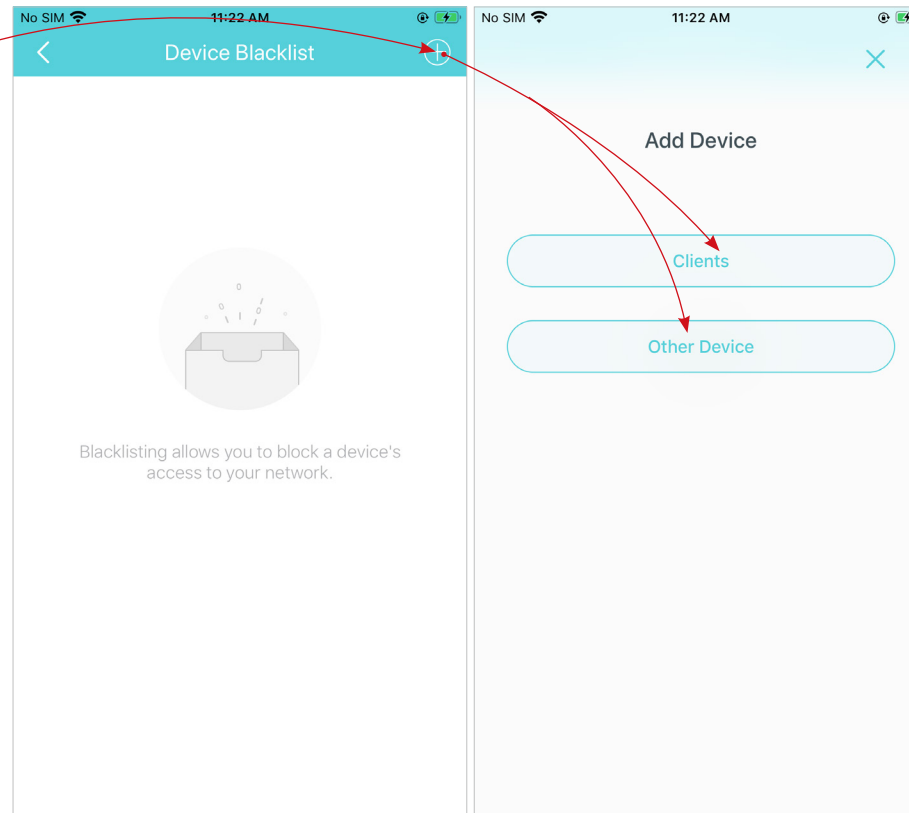 No SIM 11:22 AM
Device Blacklist
Blacklisting allows you to block a device's
access to your network.
No SIM 11:22 AM
Add Device
Clients
Other Device